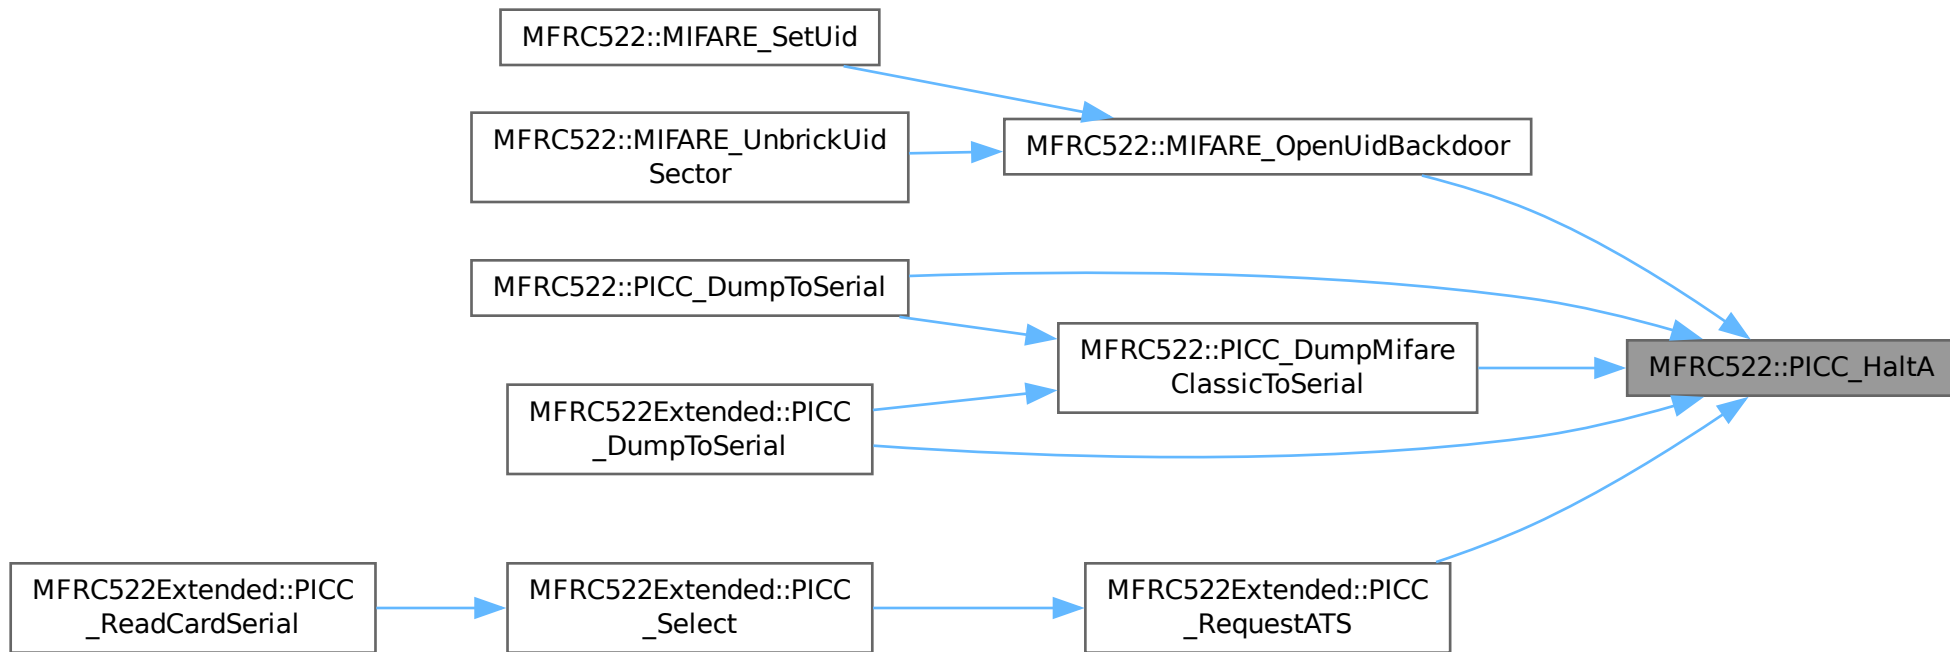 MFRC522::MIFARE_SetUid
MFRC522::MIFARE_UnbrickUid
Sector
MFRC522::MIFARE_OpenUidBackdoor
MFRC522::PICC_DumpToSerial
MFRC522::PICC_DumpMifare
ClassicToSerial
MFRC522::PICC_HaltA
MFRC522Extended::PICC
_DumpToSerial
MFRC522Extended::PICC
_ReadCardSerial
MFRC522Extended::PICC
_Select
MFRC522Extended::PICC
_RequestATS